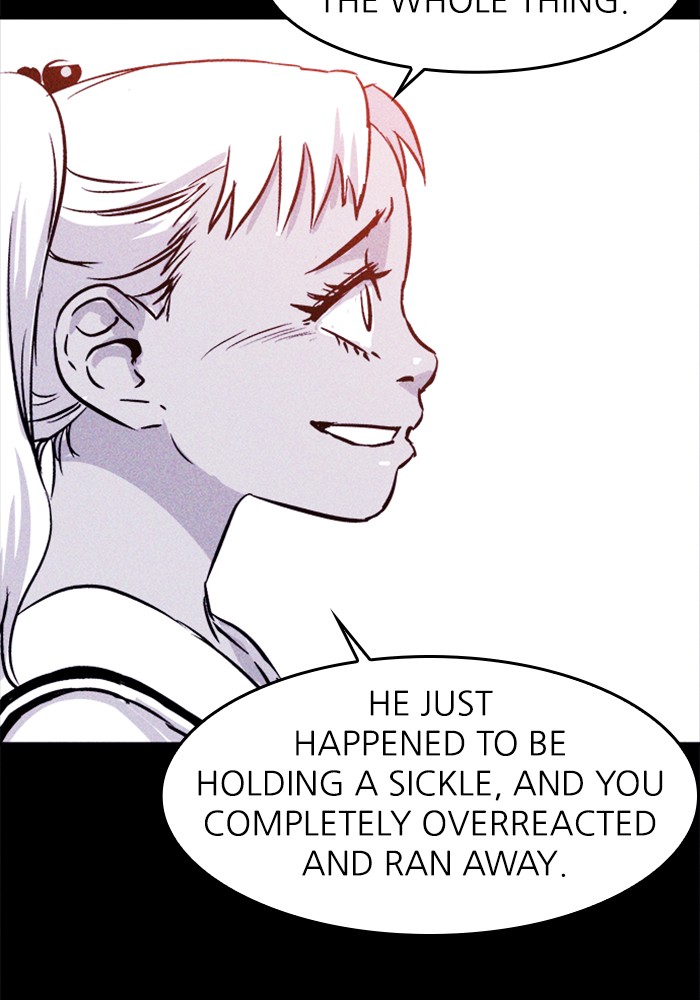 THE WHOLE THING.
HE JUST
HAPPENED TO BE
HOLDING A SICKLE, AND YOU
COMPLETELY OVERREACTED
AND RAN AWAY.